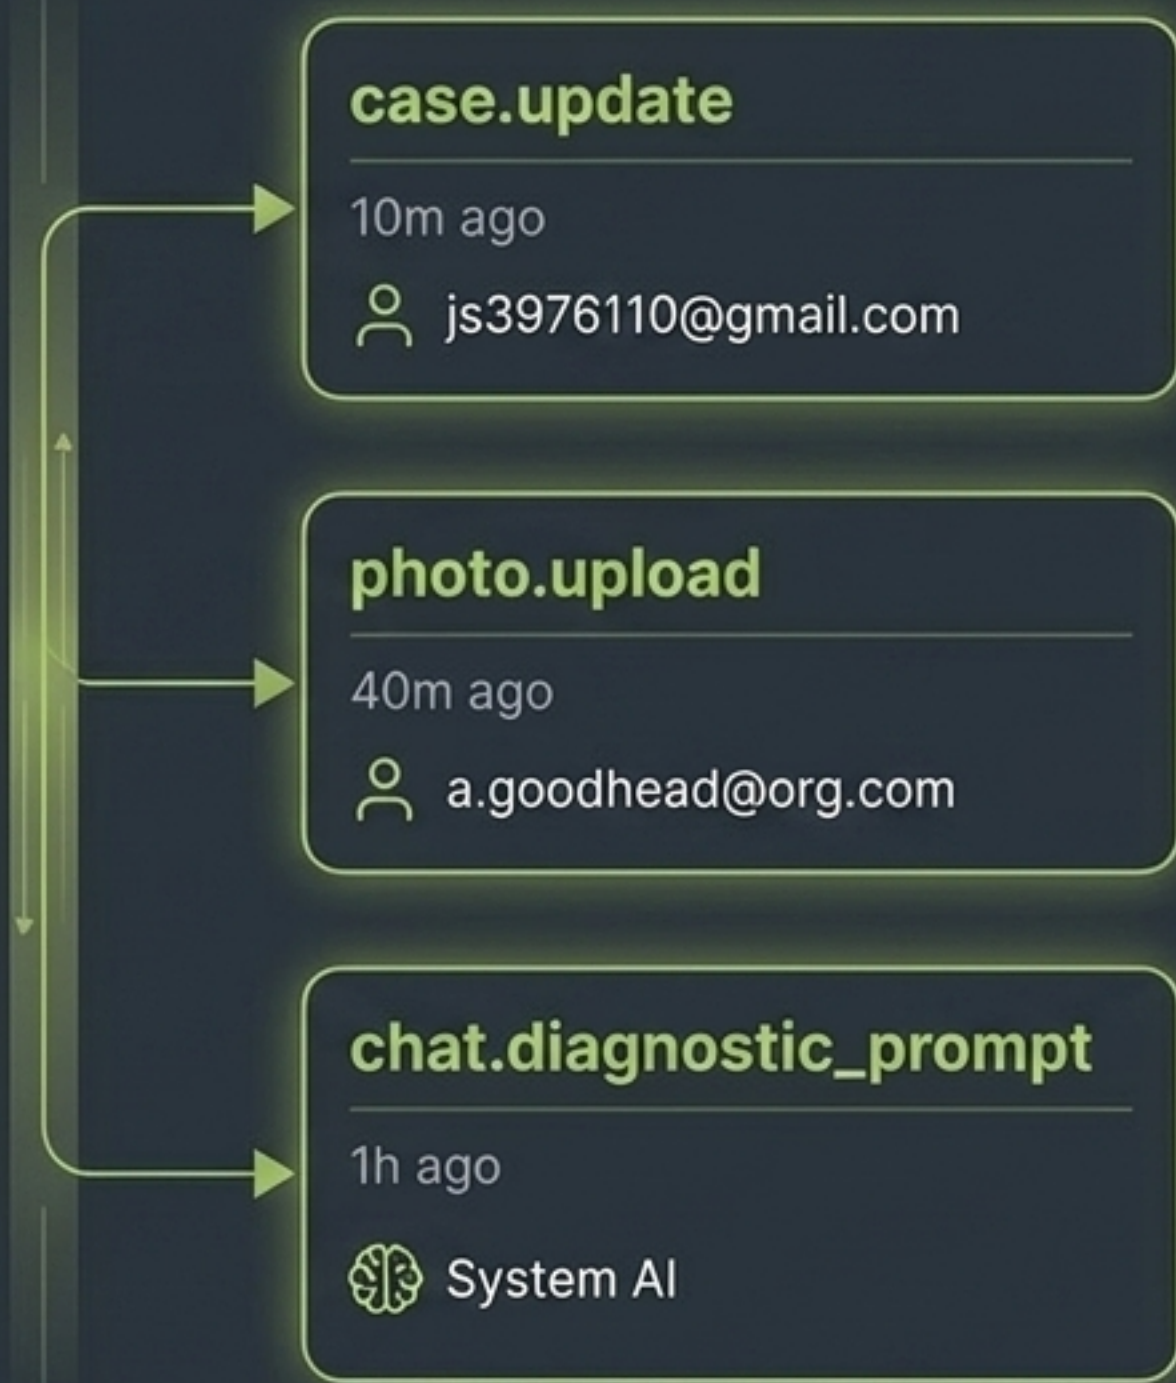 case.update
10m ago
js3976110@gmail.com
photo.upload
40m ago
a.goodhead@org.com
chat.diagnostic_prompt
1h ago
System AI